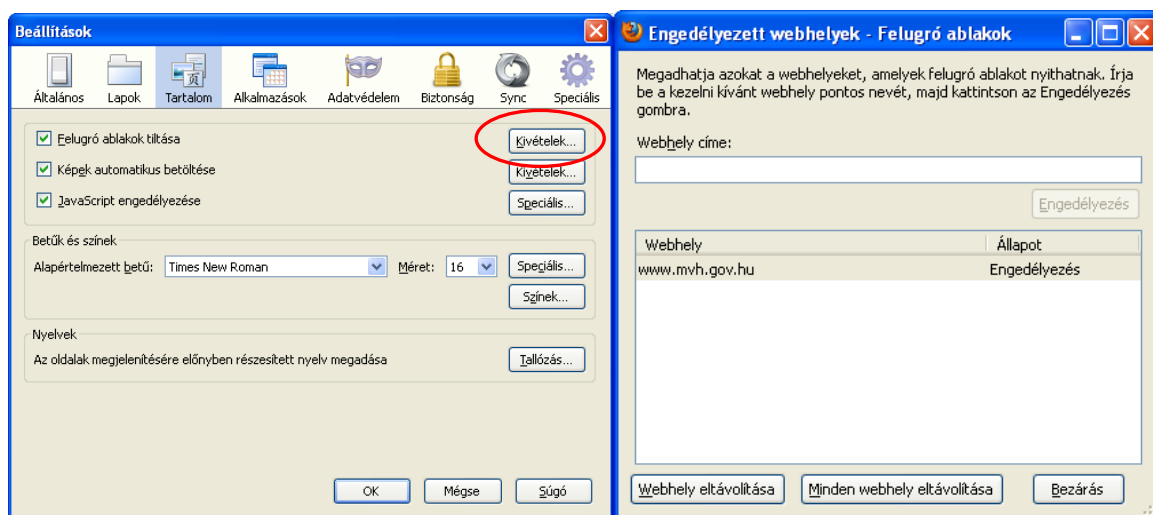 Beállítások
Általános Lapok Tartalom Alkalmazások Adatvédelem Biztonság Sync Speciális
Felugró ablakok tiltása Kivételek...
Képek automatikus betöltése Kivételek...
JavaScript engedélyezése Speciális...
Betűk és színek
Alapértelmezett betű: Times New Roman Méret: 16 Speciális...
Színek...
Nyelvek
Az oldalak megjelenítésére előnyben részesített nyelv megadása Tallózás...
OK Mégse Súgó
Engedélyezett webhelyek - Felugró ablakok
Megadhatja azokat a webhelyeket, amelyek felugró ablakot nyithatnak. Írja
be a kezelni kívánt webhely pontos nevét, majd kattintson az Engedélyezés
gombra.
Webhely címe:
Engedélyezés
Webhely Állapot
www.mvh.gov.hu Engedélyezés
Webhely eltávolítása Minden webhely eltávolítása Bezárás